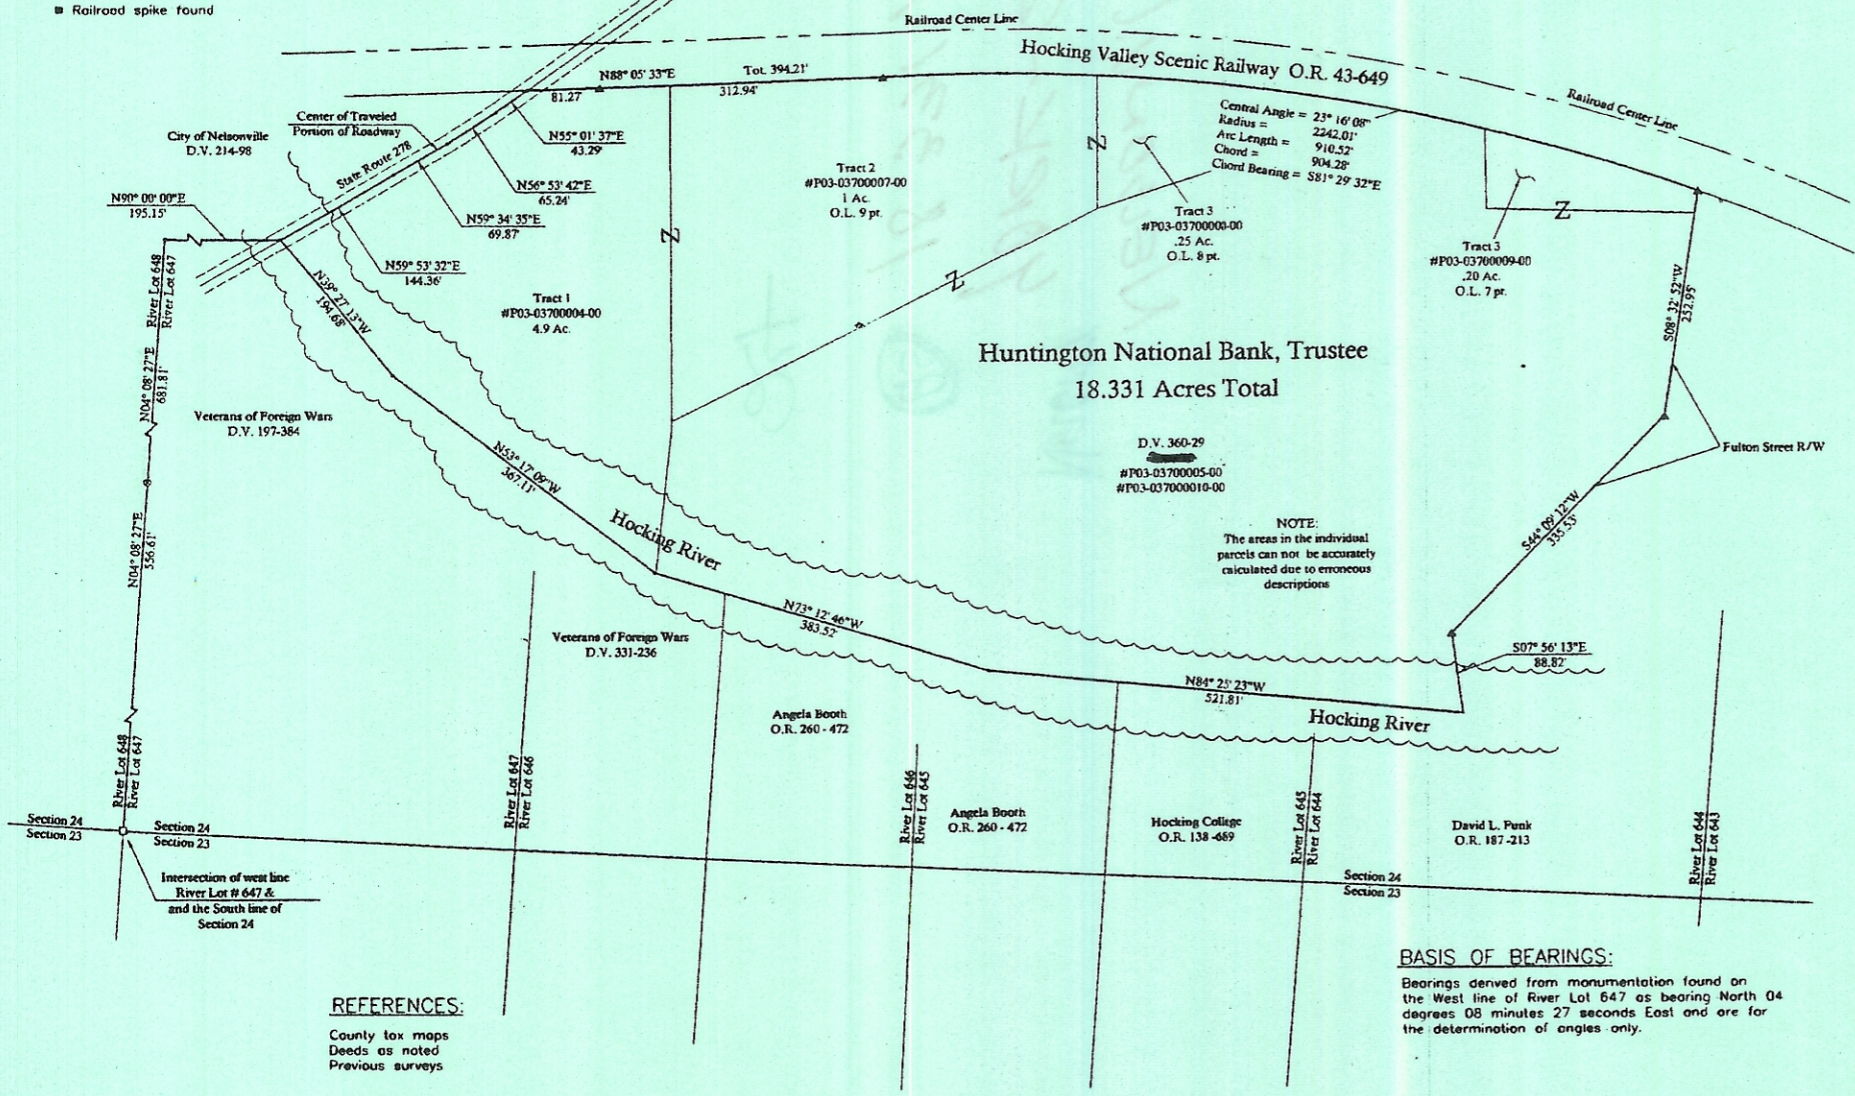 Railroad spike found
Railroad Center Line
Hocking Valley Scenic Railway O.R. 43-649
Railroad Center Line
N88° 05' 33"E
81.27
Tot. 394.21'
312.94'
Central Angle = 23° 16' 08"
Radius = 2242.01'
Arc Length = 910.52'
Chord = 904.28'
Chord Bearing = S81° 29' 32"E
City of Nelsonville
D.V. 214-98
Center of Traveled
Portion of Roadway
State Route 278
N55° 01' 37"E
43.29'
N56° 53' 42"E
65.24'
N59° 34' 35"E
69.87'
N59° 53' 32"E
144.36'
N90° 00' 00"E
195.15'
Tract 2
#P03-03700007-00
1 Ac.
O.L. 9 pt.
Tract 3
#P03-03700008-00
.25 Ac.
O.L. 8 pt.
Tract 3
#P03-03700009-00
.20 Ac.
O.L. 7 pt.
Tract 1
#P03-03700004-00
4.9 Ac.
River Lot 648
River Lot 647
N39° 27' 13"W
194.68'
S08° 32' 52"W
252.95'
Huntington National Bank, Trustee
18.331 Acres Total
N04° 08' 27"E
681.81'
Veterans of Foreign Wars
D.V. 197-384
D.V. 360-29
#P03-03700005-00
#P03-037000010-00
Fulton Street R/W
N53° 17' 09"W
367.11'
Hocking River
NOTE:
The areas in the individual
parcels can not be accurately
calculated due to erroneous
descriptions
S44° 09' 12"W
335.53'
N04° 08' 27"E
556.61'
N73° 12' 46"W
383.52'
Veterans of Foreign Wars
D.V. 331-236
S07° 56' 13"E
88.82'
N84° 25' 23"W
521.81'
Hocking River
Angela Booth
O.R. 260 - 472
River Lot 648
River Lot 647
River Lot 647
River Lot 646
River Lot 646
River Lot 645
River Lot 645
River Lot 644
River Lot 644
River Lot 643
Angela Booth
O.R. 260 - 472
Hocking College
O.R. 138 -689
David L. Funk
O.R. 187-213
Section 24
Section 23
Section 24
Section 23
Section 24
Section 23
Intersection of west line
River Lot # 647 &
and the South line of
Section 24
REFERENCES:
County tax maps
Deeds as noted
Previous surveys
BASIS OF BEARINGS:
Bearings derived from monumentation found on
the West line of River Lot 647 as bearing North 04
degrees 08 minutes 27 seconds East and are for
the determination of angles only.